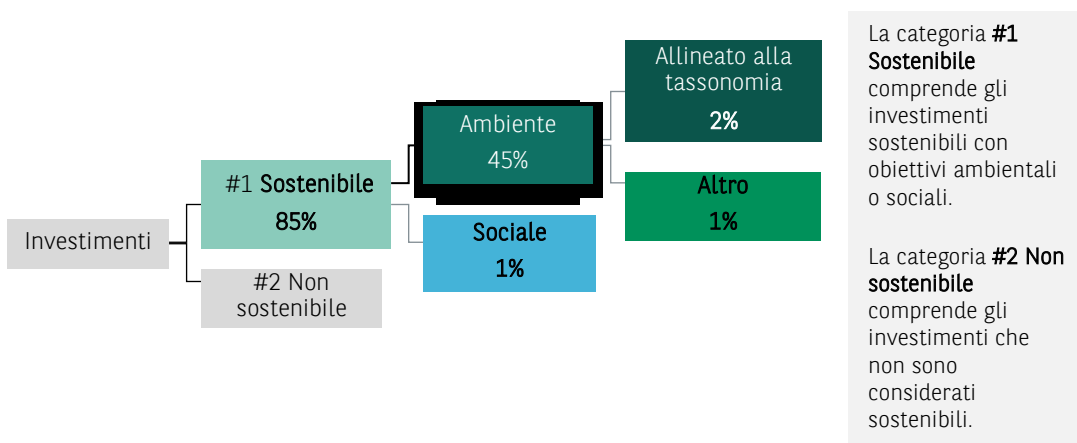 Investimenti
#1 Sostenibile
85%
#2 Non
sostenibile
Ambiente
45%
Sociale
1%
Allineato alla
tassonomia
2%
Altro
1%
La categoria #1
Sostenibile
comprende gli
investimenti
sostenibili con
obiettivi ambientali
o sociali.
La categoria #2 Non
sostenibile
comprende gli
investimenti che
non sono
considerati
sostenibili.